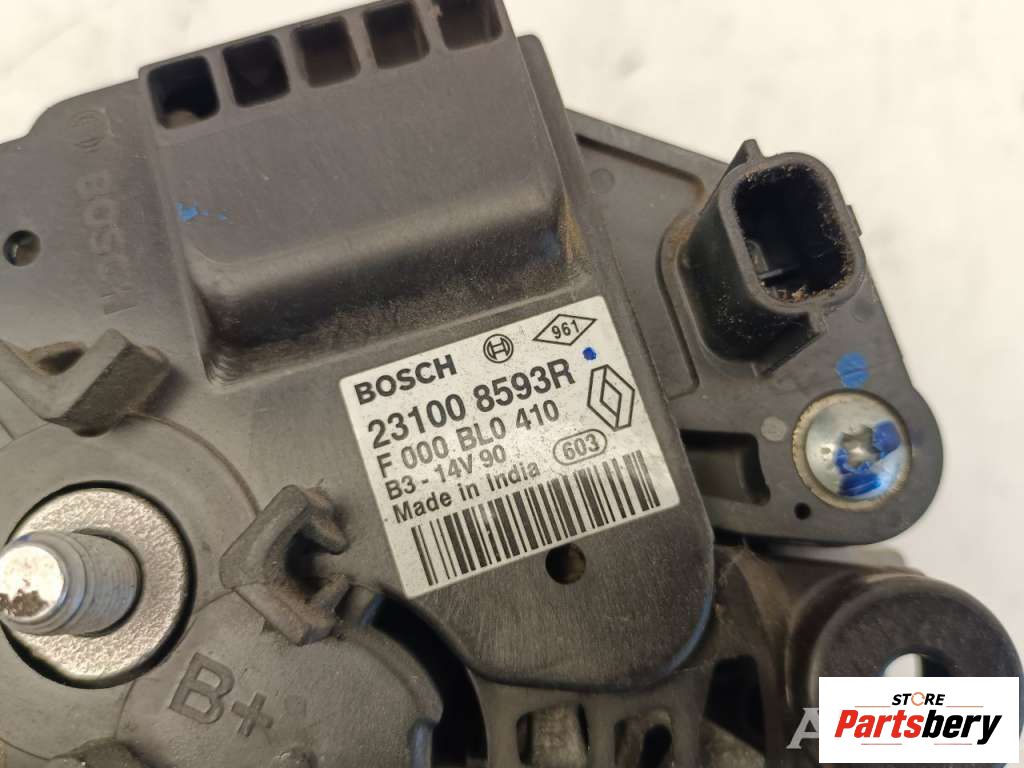 BOSCH
961
BOSCH
23100 8593R
F 000 BL0 410
B3 - 14V 90
603
Made in India
B+
STORE
Partsbery
A